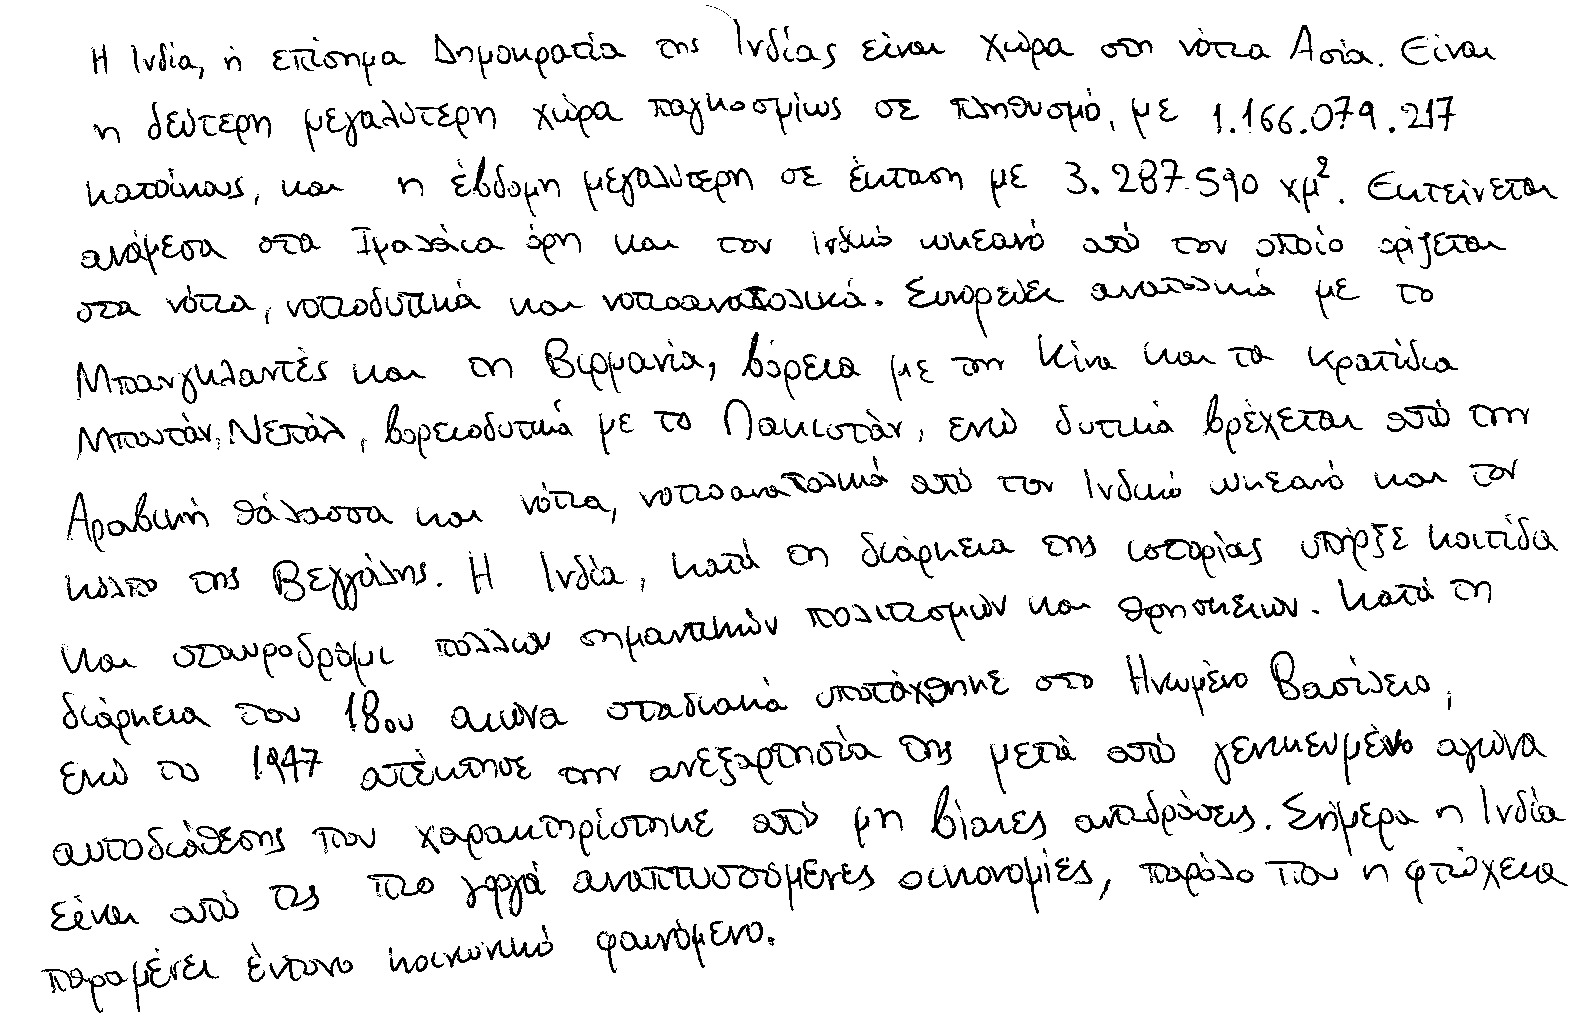 Η Ινδία, ή επίσημα Δημοκρατία της Ινδίας είναι χώρα στη νότια Ασία. Είναι
η δεύτερη μεγαλύτερη χώρα παγκοσμίως σε πληθυσμό, με 1.166.079.217
κατοίκους, και η έβδομη μεγαλύτερη σε έκταση με 3.287.590 χμ². Εκτείνεται
ανάμεσα στα Ιμαλάια όρη και τον ινδικό ωκεανό από τον οποίο ορίζεται
στα νότια, νοτιοδυτικά και νοτιοανατολικά. Συνορεύει ανατολικά με το
Μπανγκλαντές και τη Βιρμανία, βόρεια με την Κίνα και τα κρατίδια
Μπουτάν, Νεπάλ, βορειοδυτικά με το Πακιστάν, ενώ δυτικά βρέχεται από την
Αραβική θάλασσα και νότια, νοτιοανατολικά από τον Ινδικό ωκεανό και τον
κόλπο της Βεγγάλης. Η Ινδία, κατά τη διάρκεια της ιστορίας υπήρξε κοιτίδα
και σταυροδρόμι πολλών σημαντικών πολιτισμών και θρησκειών. Κατά τη
διάρκεια του 18ου αιώνα σταδιακά υποτάχθηκε στο Ηνωμένο Βασίλειο,
ενώ το 1947 απέκτησε την ανεξαρτησία της μετά από γενικευμένο αγώνα
αυτοδιάθεσης που χαρακτηρίστηκε από μη βίαιες αντιδράσεις. Σήμερα η Ινδία
είναι από τις πιο γοργά αναπτυσσόμενες οικονομίες, παρόλο που η φτώχεια
παραμένει έντονο κοινωνικό φαινόμενο.